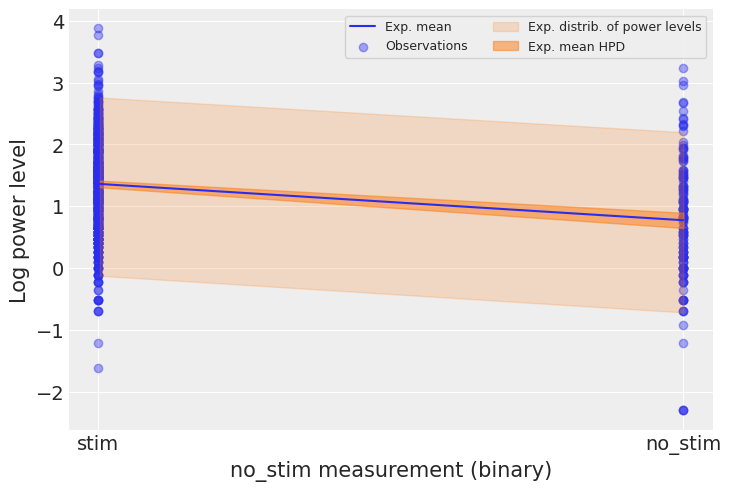 4
3
2
1
0
−1
−2
Log power level
Exp. mean
Observations
Exp. distrib. of power levels
Exp. mean HPD
stim
no_stim
no_stim measurement (binary)